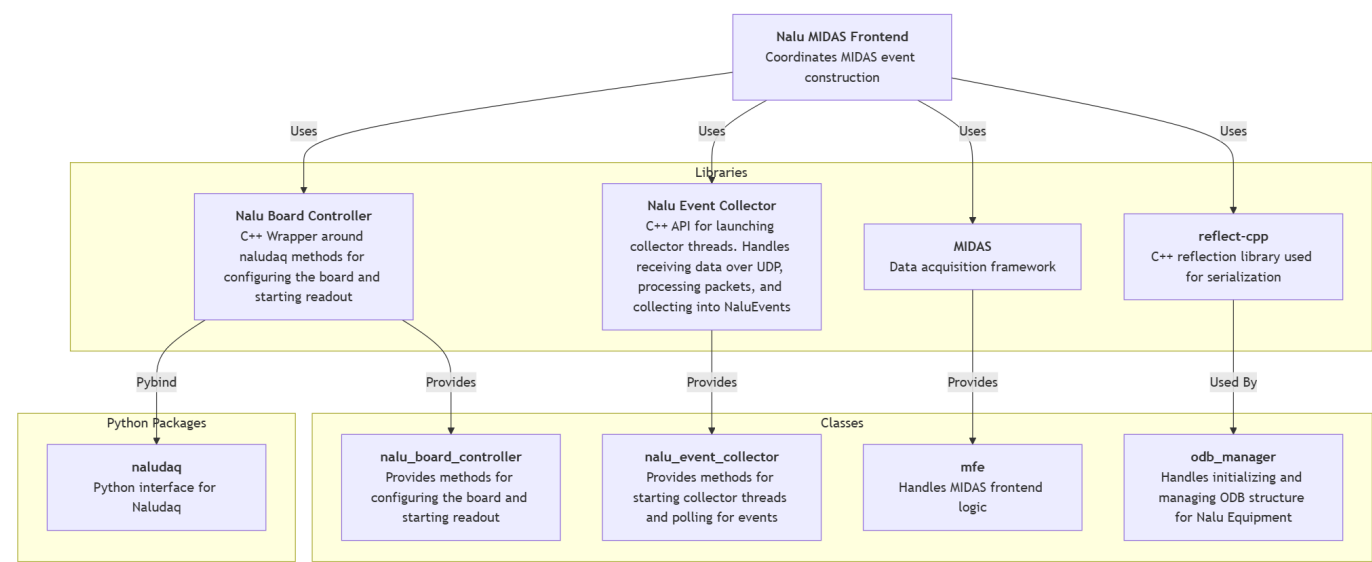 Nalu MIDAS Frontend
Coordinates MIDAS event
construction
Uses
Uses
Uses
Uses
Libraries
Nalu Board Controller
C++ Wrapper around
naludaq methods for
configuring the board and
starting readout
Nalu Event Collector
C++ API for launching
collector threads. Handles
receiving data over UDP,
processing packets, and
collecting into NaluEvents
MIDAS
Data acquisition framework
reflect-cpp
C++ reflection library used
for serialization
Pybind
Provides
Provides
Provides
Used By
Python Packages
naludaq
Python interface for
Naludaq
Classes
nalu_board_controller
Provides methods for
configuring the board and
starting readout
nalu_event_collector
Provides methods for
starting collector threads
and polling for events
mfe
Handles MIDAS frontend
logic
odb_manager
Handles initializing and
managing ODB structure
for Nalu Equipment